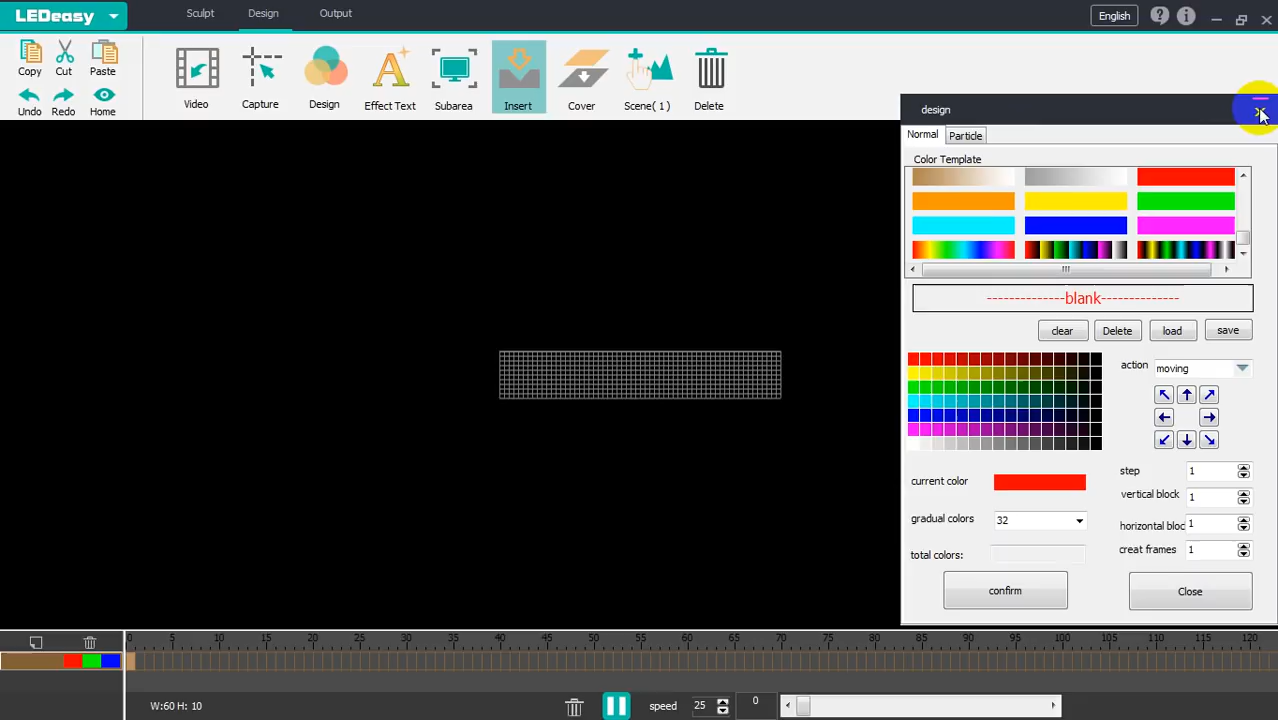 LEDeasy
Sculpt
Design
Output
English
Copy
Cut
Paste
Undo
Redo
Home
Video
Capture
Design
Effect Text
Subarea
Insert
Cover
Scene( 1 )
Delete
design
Normal
Particle
Color Template
--------------blank-------------
clear
Delete
load
save
action
moving
current color
gradual colors
32
total colors:
step
1
vertical block
1
horizontal bloc
1
creat frames
1
confirm
Close
0 5 10 15 20 25 30 35 40 45 50 55 60 65 70 75 80 85 90 95 100 105 110 115 120
W:60 H: 10
speed
25
0